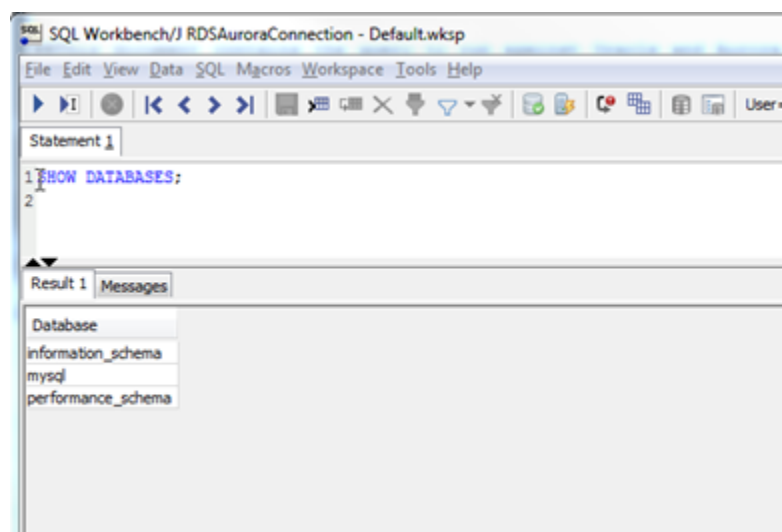 SQL Workbench/J RDSAuroraConnection - Default.wksp
File Edit View Data SQL Macros Workspace Tools Help
User
Statement 1
1 SHOW DATABASES;
2
Result 1 Messages
Database
information_schema
mysql
performance_schema